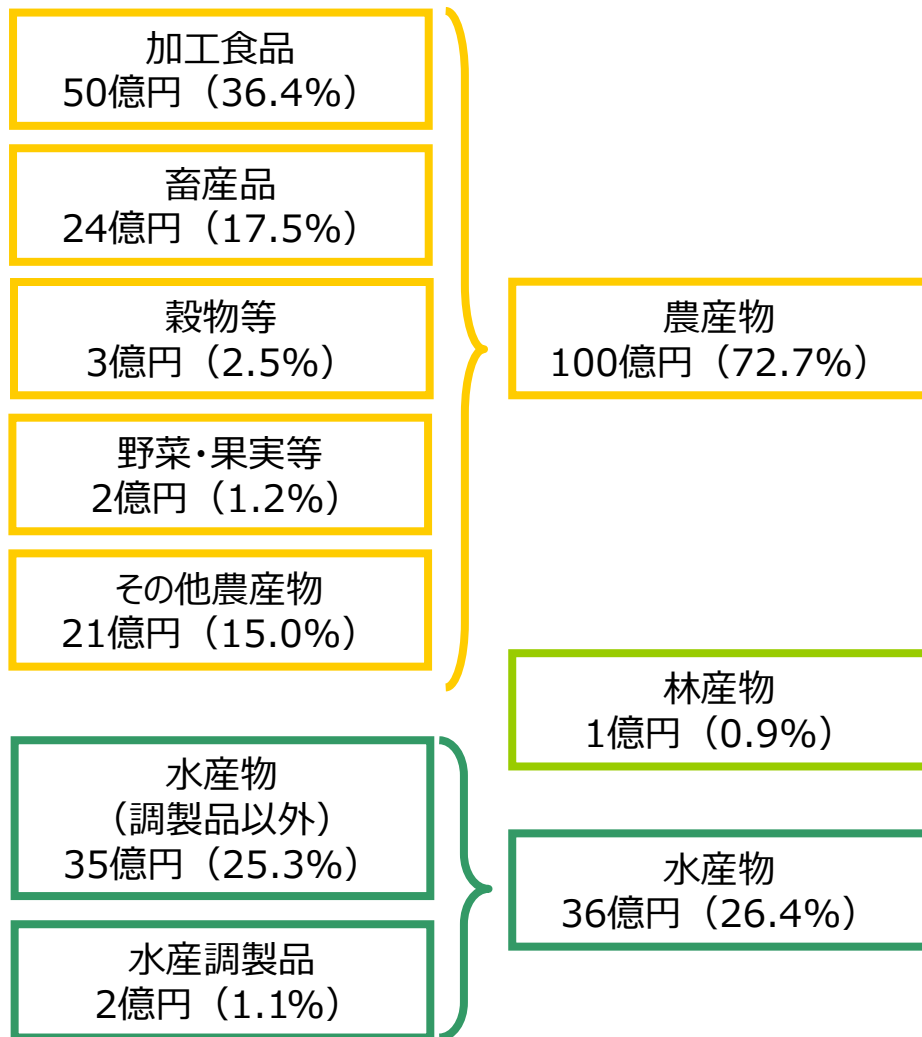 加工食品
50億円（36.4%）
畜産品
24億円（17.5%）
穀物等
3億円（2.5%）
野菜・果実等
2億円（1.2%）
その他農産物
21億円（15.0%）
農産物
100億円（72.7%）
林産物
1億円（0.9%）
水産物
（調製品以外）
35億円（25.3%）
水産調製品
2億円（1.1%）
水産物
36億円（26.4%）